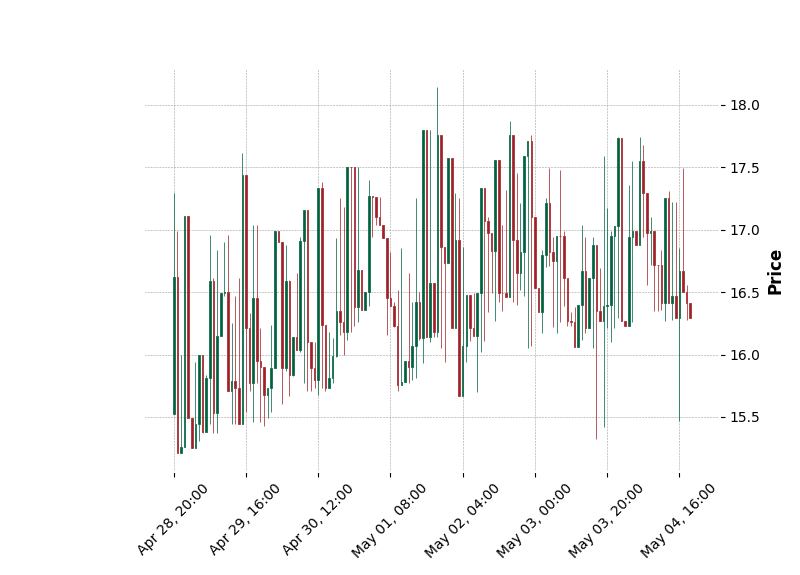 18.0
17.5
17.0
16.5
16.0
15.5
Price
Apr 28, 20:00
Apr 29, 16:00
Apr 30, 12:00
May 01, 08:00
May 02, 04:00
May 03, 00:00
May 03, 20:00
May 04, 16:00